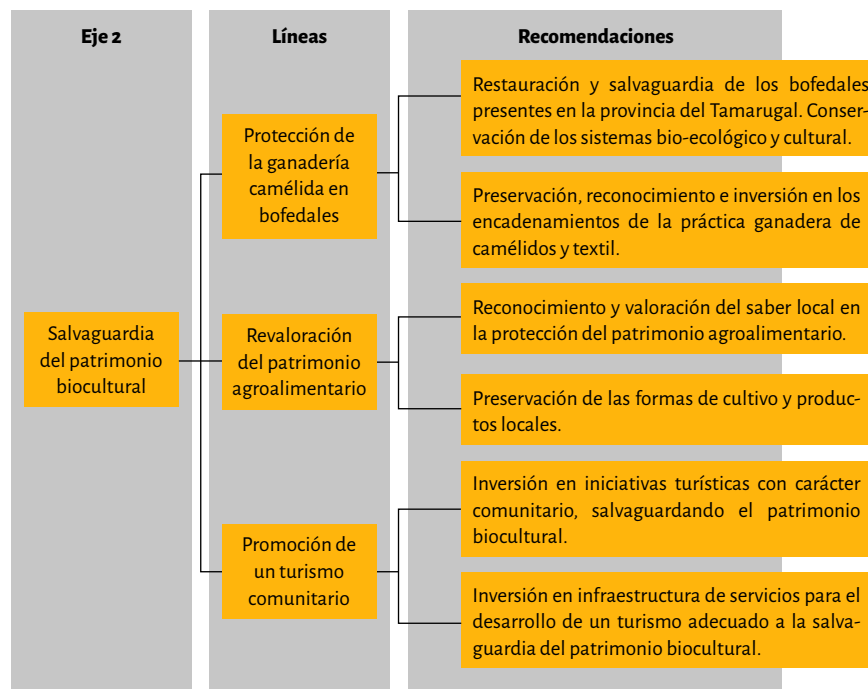 Eje 2
Líneas
Recomendaciones
Salvaguardia
del patrimonio
biocultural
Protección de
la ganadería
camélida en
bofedales
Restauración y salvaguardia de los bofedales
presentes en la provincia del Tamarugal. Conser-
vación de los sistemas bio-ecológico y cultural.
Preservación, reconocimiento e inversión en los
encadenamientos de la práctica ganadera de
camélidos y textil.
Revaloración
del patrimonio
agroalimentario
Reconocimiento y valoración del saber local en
la protección del patrimonio agroalimentario.
Preservación de las formas de cultivo y produc-
tos locales.
Promoción de
un turismo
comunitario
Inversión en iniciativas turísticas con carácter
comunitario, salvaguardando el patrimonio
biocultural.
Inversión en infraestructura de servicios para el
desarrollo de un turismo adecuado a la salva-
guardia del patrimonio biocultural.